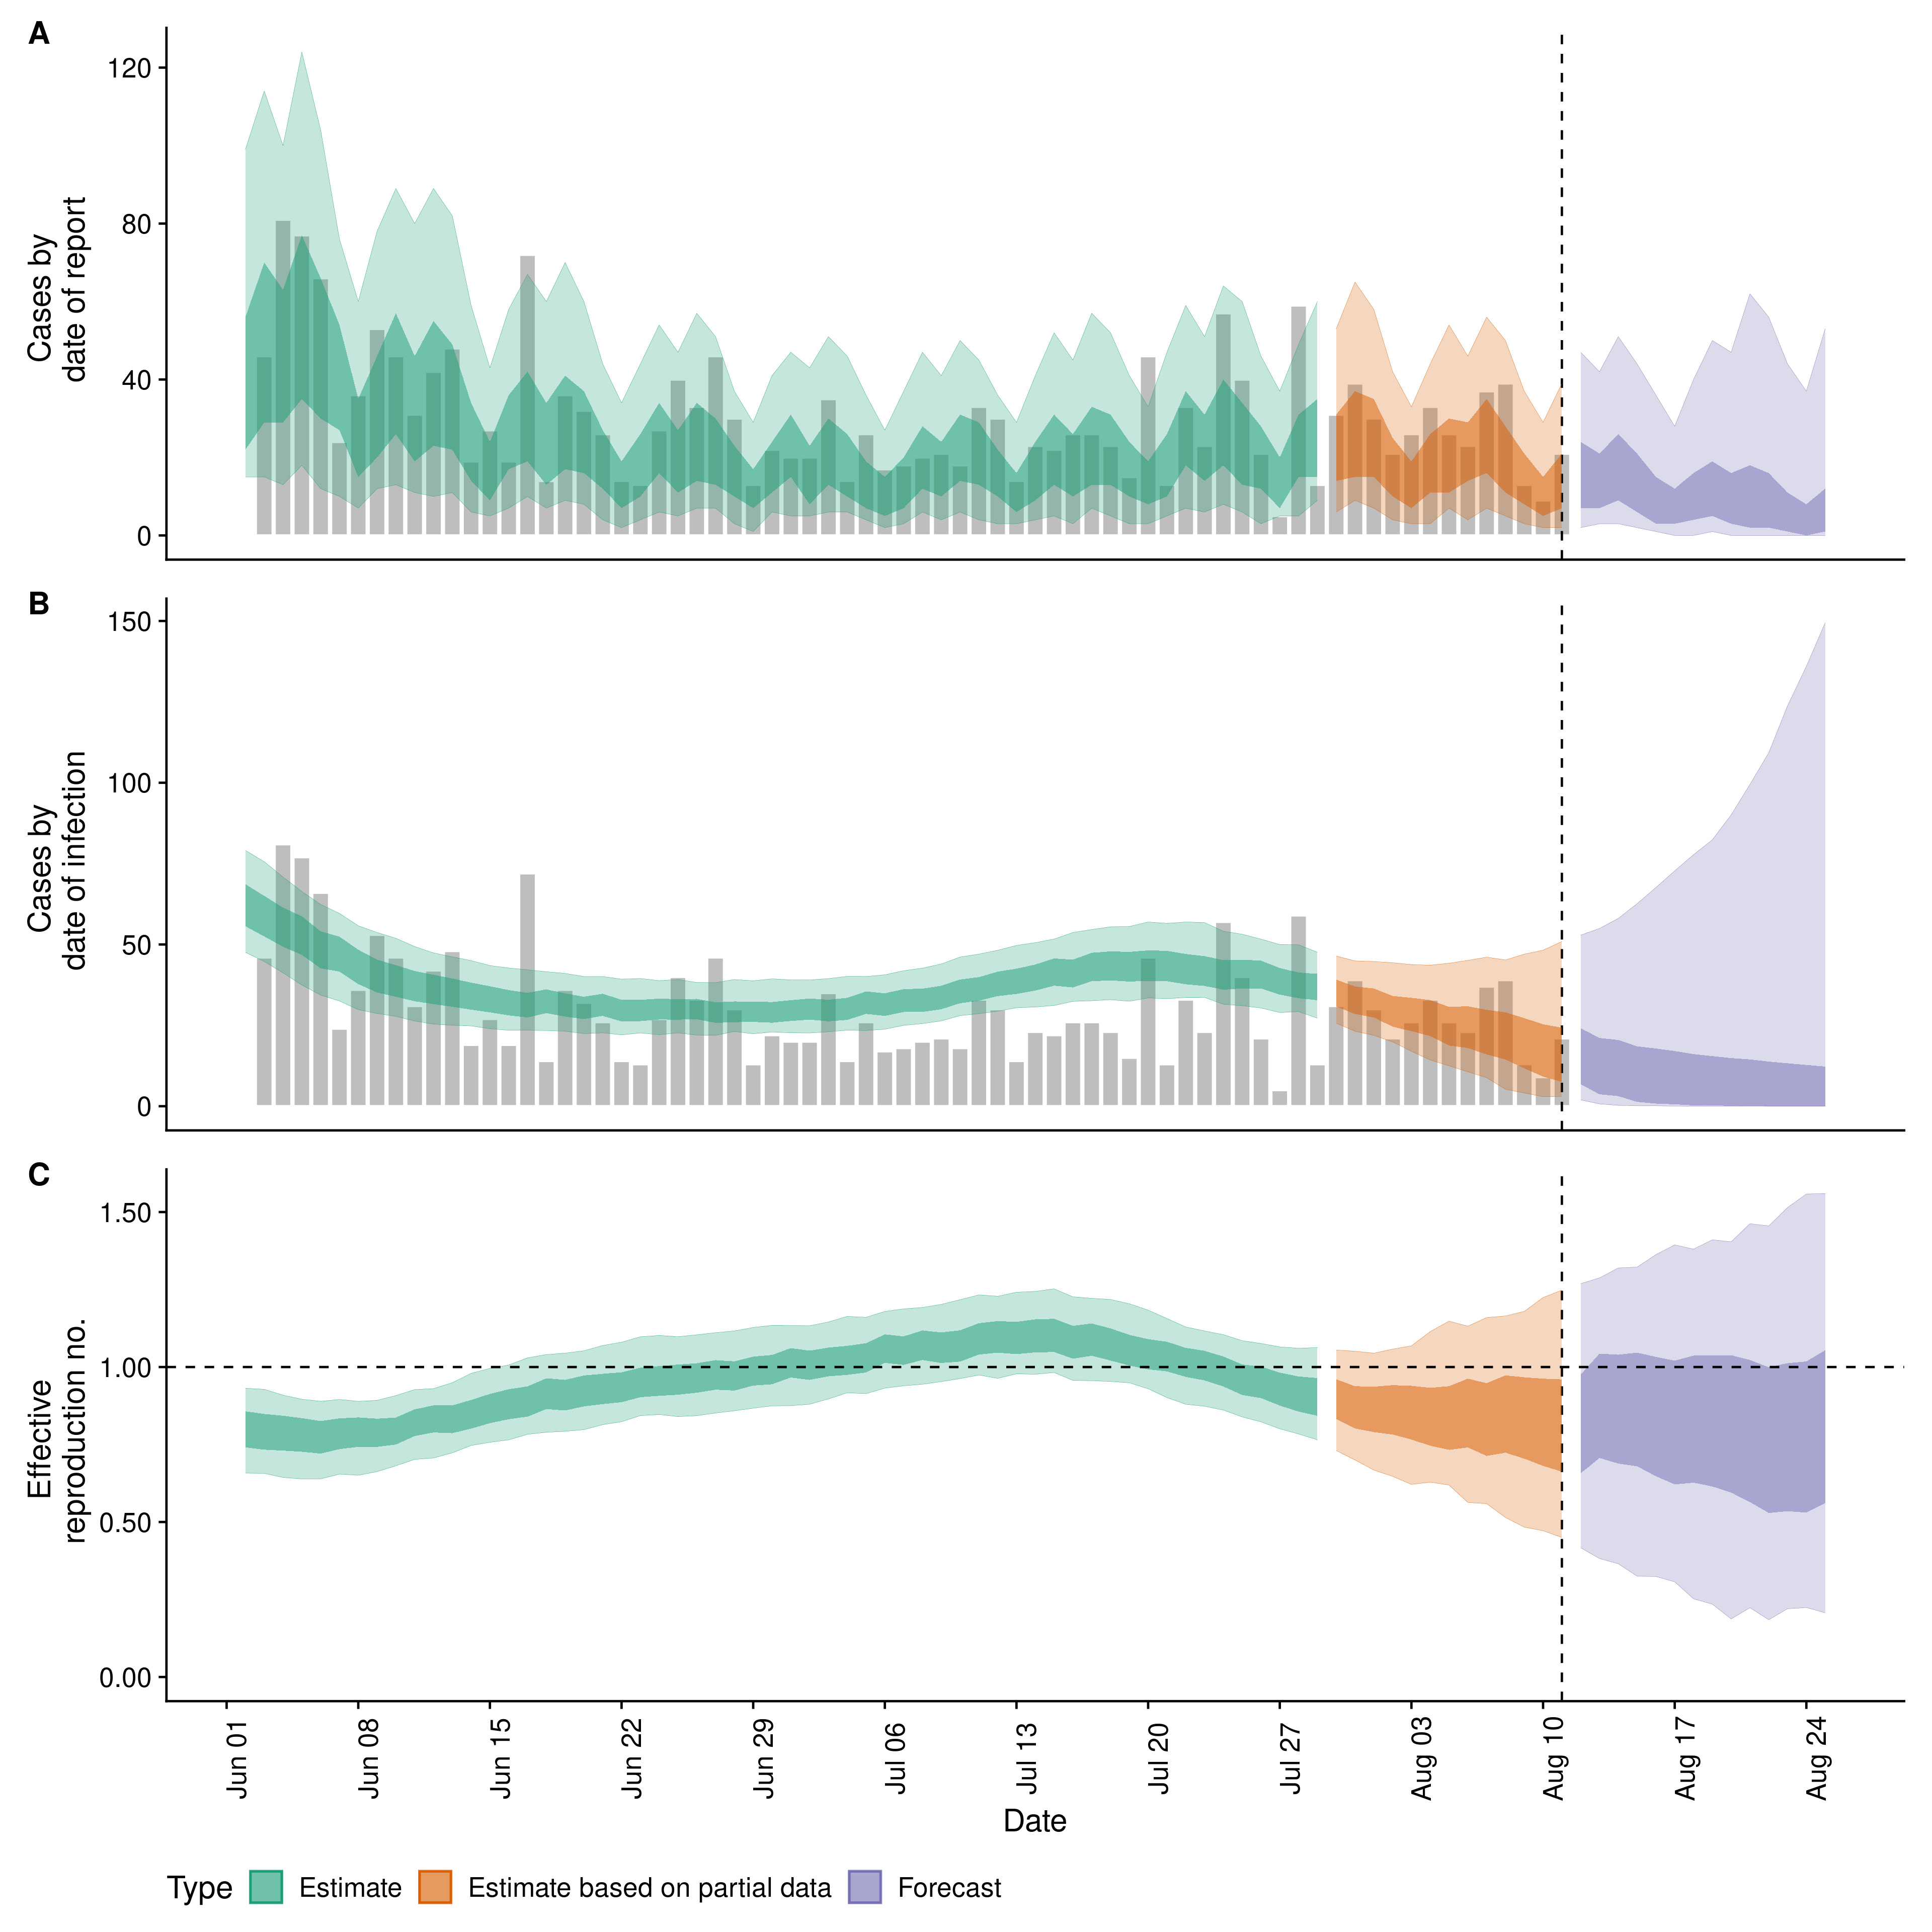 A
120
80
40
0
Cases by
date of report
B
150
100
50
0
Cases by
date of infection
C
1.50
1.00
0.50
0.00
Effective
reproduction no.
Jun 01
Jun 08
Jun 15
Jun 22
Jun 29
Jul 06
Jul 13
Jul 20
Jul 27
Aug 03
Aug 10
Aug 17
Aug 24
Date
Type Estimate Estimate based on partial data Forecast